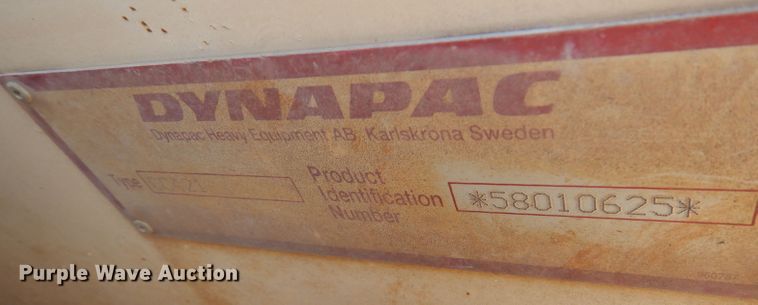 DYNAPAC
Dynapac Heavy Equipment AB Karlskrona Sweden
Type
Product
Identification
Number
*58010625*
Purple Wave Auction